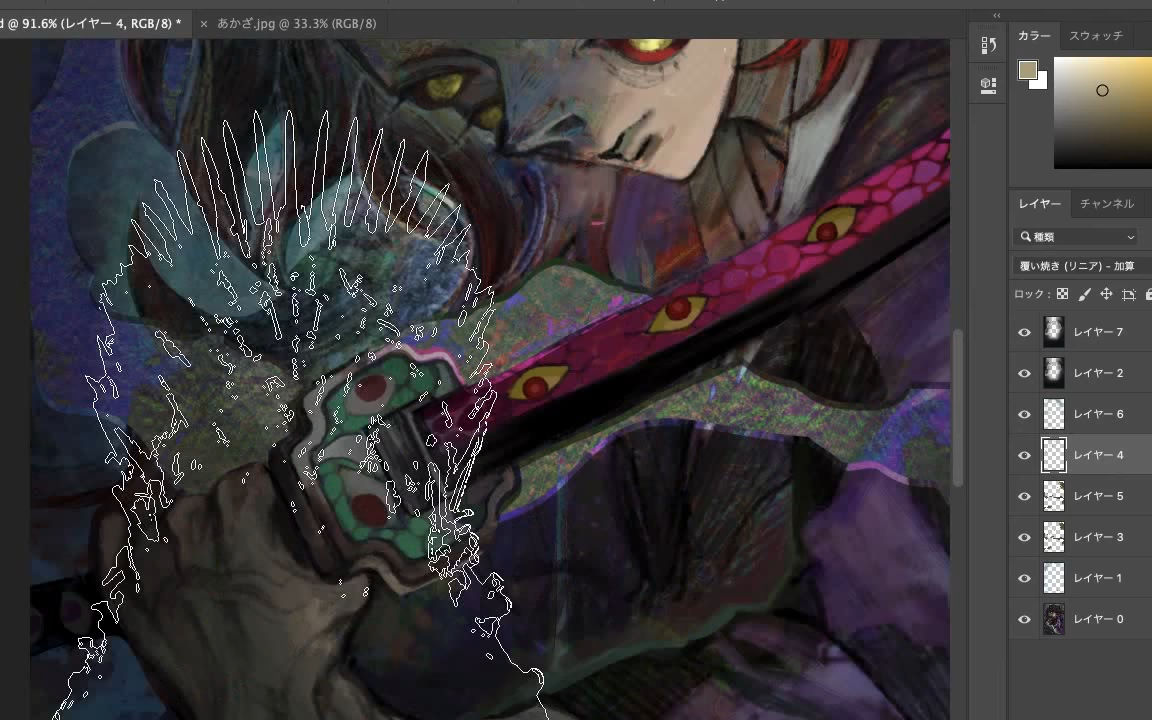 d @ 91.6% (レイヤー 4, RGB/8) *
× あかざ.jpg @ 33.3% (RGB/8)
カラー スウォッチ
レイヤー チャンネル
種類
覆い焼き (リニア) - 加算
ロック :
レイヤー 7
レイヤー 2
レイヤー 6
レイヤー 4
レイヤー 5
レイヤー 3
レイヤー 1
レイヤー 0